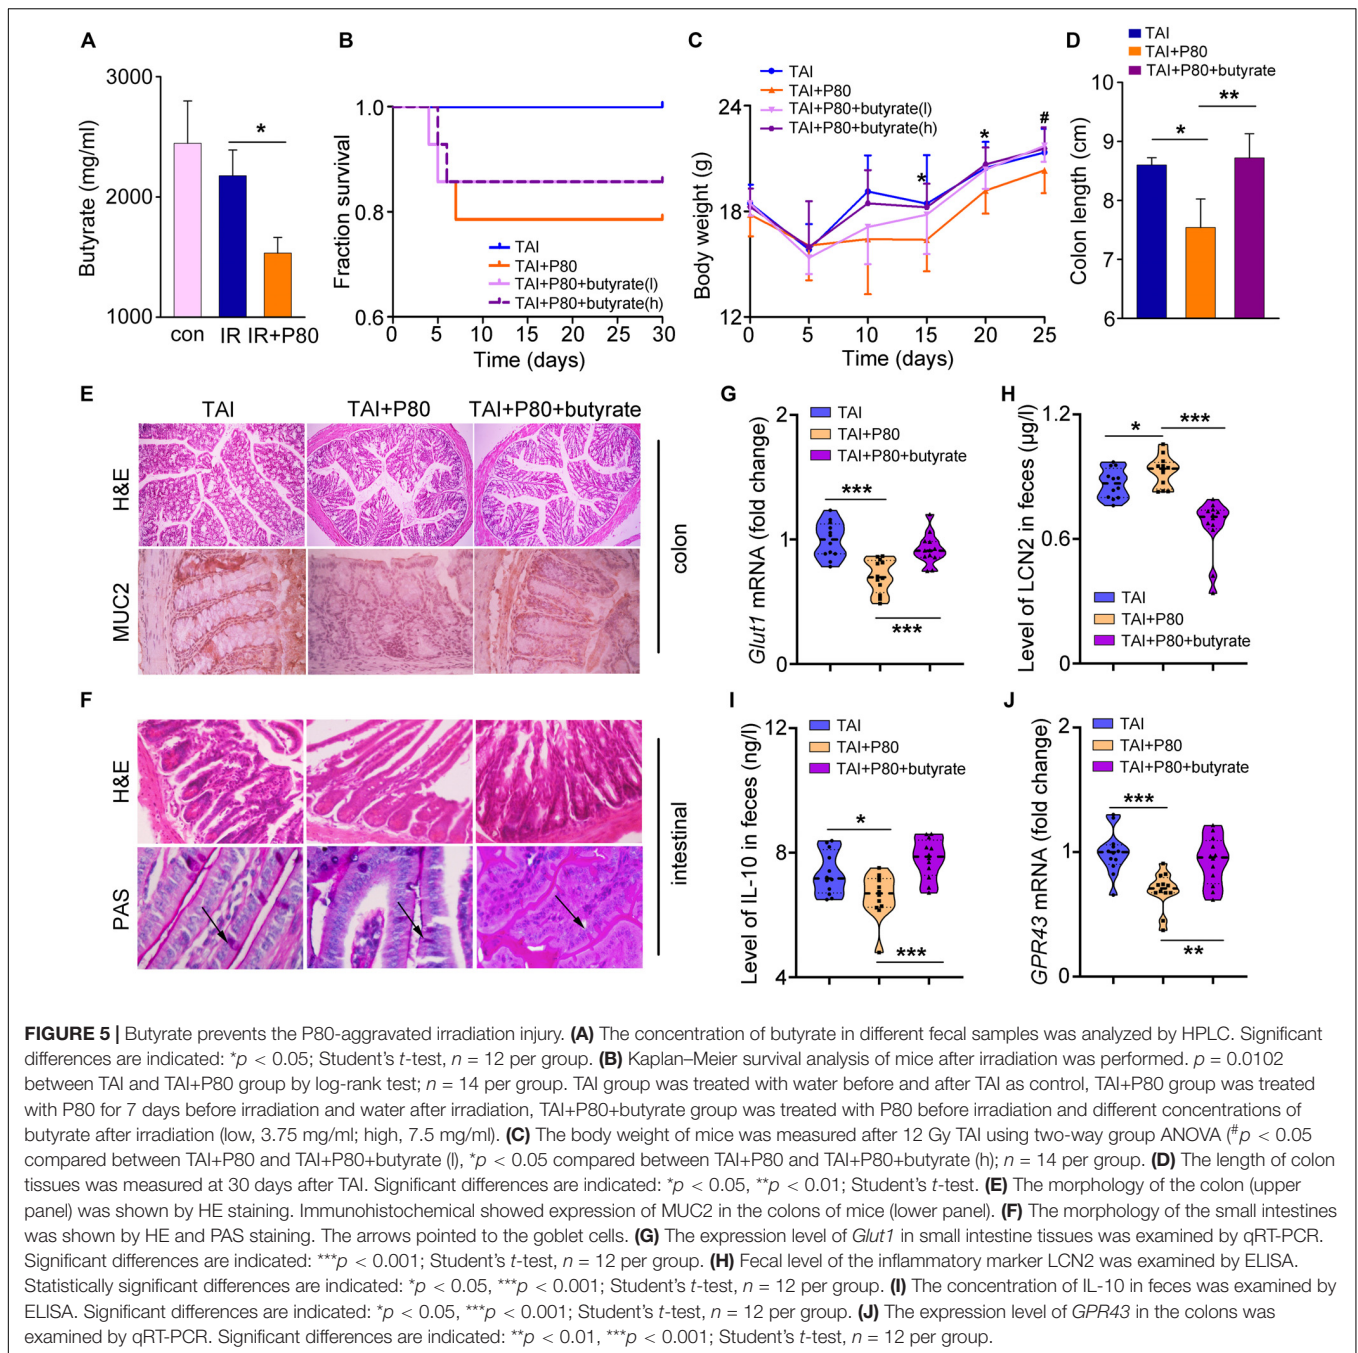 A
3000
2000
1000
Butyrate (mg/ml)
*
con IR IR+P80
B
1.0
0.8
0.6
Fraction survival
TAI
TAI+P80
TAI+P80+butyrate(l)
TAI+P80+butyrate(h)
0 5 10 15 20 25 30
Time (days)
C
24
18
12
Body weight (g)
TAI
TAI+P80
TAI+P80+butyrate(l)
TAI+P80+butyrate(h)
*
*
#
0 5 10 15 20 25
Time (days)
D
TAI
TAI+P80
TAI+P80+butyrate
10
9
8
7
6
Colon length (cm)
*
**
E
TAI TAI+P80 TAI+P80+butyrate
H&E
MUC2
colon
F
H&E
PAS
intestinal
G
2
1
0
Glut1 mRNA (fold change)
TAI
TAI+P80
TAI+P80+butyrate
***
***
H
1.2
0.6
0
Level of LCN2 in feces (µg/l)
*
***
TAI
TAI+P80
TAI+P80+butyrate
I
12
8
4
Level of IL-10 in feces (ng/l)
TAI
TAI+P80
TAI+P80+butyrate
*
***
J
2
1
0
GPR43 mRNA (fold change)
TAI
TAI+P80
TAI+P80+butyrate
***
**
FIGURE 5 | Butyrate prevents the P80-aggravated irradiation injury. (A) The concentration of butyrate in different fecal samples was analyzed by HPLC. Significant
differences are indicated: *p < 0.05; Student's t-test, n = 12 per group. (B) Kaplan–Meier survival analysis of mice after irradiation was performed. p = 0.0102
between TAI and TAI+P80 group by log-rank test; n = 14 per group. TAI group was treated with water before and after TAI as control, TAI+P80 group was treated
with P80 for 7 days before irradiation and water after irradiation, TAI+P80+butyrate group was treated with P80 before irradiation and different concentrations of
butyrate after irradiation (low, 3.75 mg/ml; high, 7.5 mg/ml). (C) The body weight of mice was measured after 12 Gy TAI using two-way group ANOVA (#p < 0.05
compared between TAI+P80 and TAI+P80+butyrate (l), *p < 0.05 compared between TAI+P80 and TAI+P80+butyrate (h); n = 14 per group. (D) The length of colon
tissues was measured at 30 days after TAI. Significant differences are indicated: *p < 0.05, **p < 0.01; Student's t-test. (E) The morphology of the colon (upper
panel) was shown by HE staining. Immunohistochemical showed expression of MUC2 in the colons of mice (lower panel). (F) The morphology of the small intestines
was shown by HE and PAS staining. The arrows pointed to the goblet cells. (G) The expression level of Glut1 in small intestine tissues was examined by qRT-PCR.
Significant differences are indicated: ***p < 0.001; Student's t-test, n = 12 per group. (H) Fecal level of the inflammatory marker LCN2 was examined by ELISA.
Statistically significant differences are indicated: *p < 0.05, ***p < 0.001; Student's t-test, n = 12 per group. (I) The concentration of IL-10 in feces was examined by
ELISA. Significant differences are indicated: *p < 0.05, ***p < 0.001; Student's t-test, n = 12 per group. (J) The expression level of GPR43 in the colons was
examined by qRT-PCR. Significant differences are indicated: **p < 0.01, ***p < 0.001; Student's t-test, n = 12 per group.